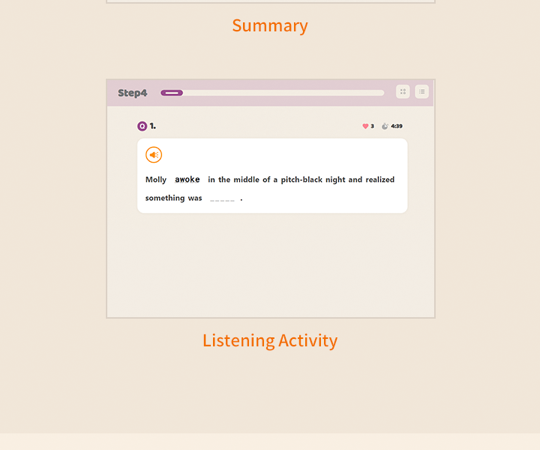 Summary
Step4
Q 1.
3
4:39
Molly awoke in the middle of a pitch-black night and realized
something was _____ .
Listening Activity